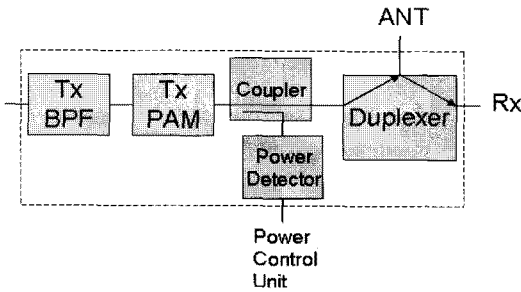 ANT
Tx
BPF
Tx
PAM
Coupler
Power
Detector
Duplexer
Rx
Power
Control
Unit